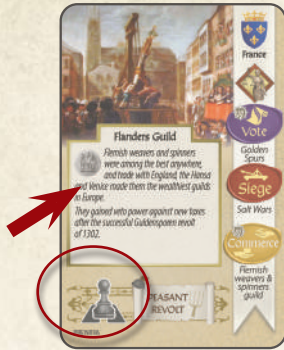 France
Flanders Guild
Flemish weavers and spinners
were among the best anywhere,
and trade with England, the Hansa
and Venice made them the wealthiest guilds
in Europe.
They gained veto power against new taxes
after the successful Guldensporen revolt
of 1302.
Vote
Golden
Spurs
Siege
Salt Wars
Commerce
Flemish
weavers &
spinners
guild
PEASANT
REVOLT